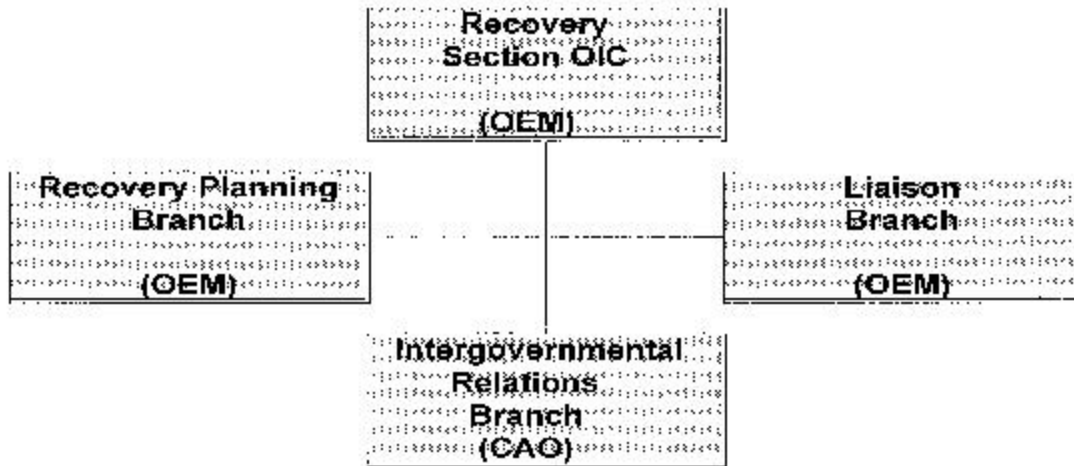 Recovery
Section OIC
(OEM)
Recovery Planning
Branch
(OEM)
Liaison
Branch
(OEM)
Intergovernmental
Relations
Branch
(CAO)